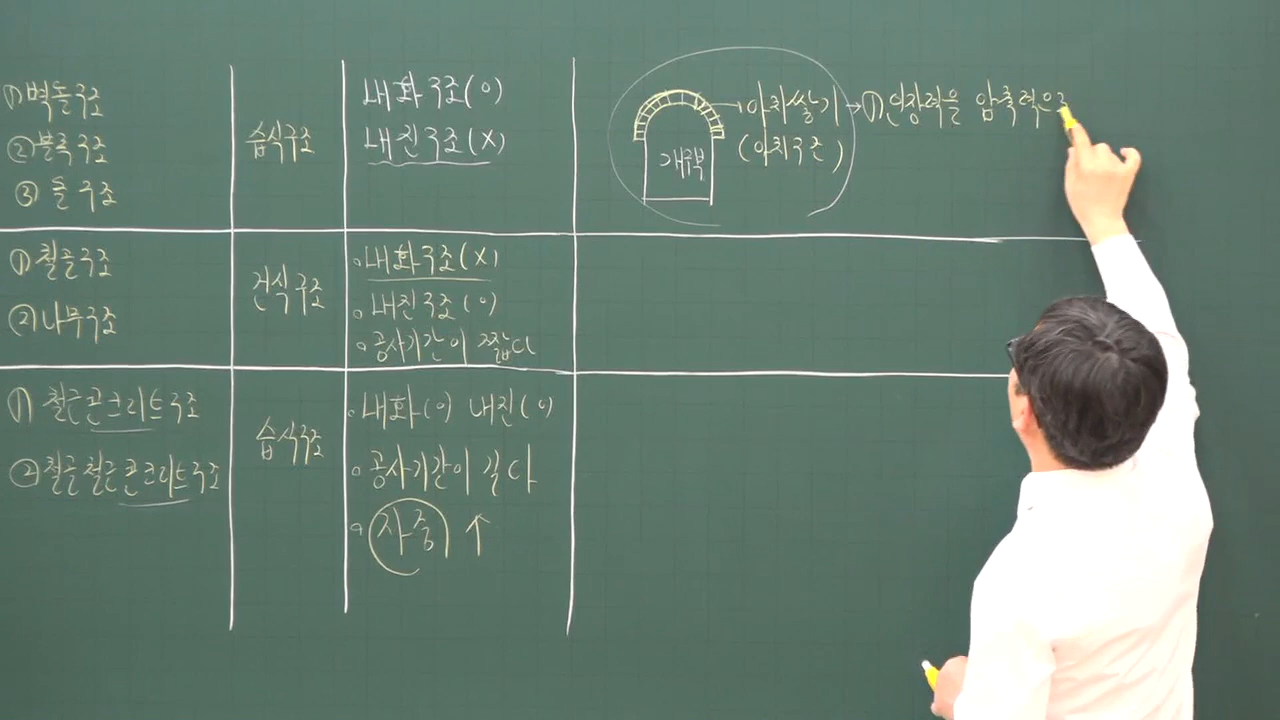 ① 벽돌구조
② 블록구조
③ 돌구조
습식구조
내화구조(O)
내진구조(X)
개구부
아치쌓기
(아치구조)
① 인장력을 압축력으로
① 철골구조
② 나무구조
건식구조
내화구조(X)
내진구조(O)
공사기간이 짧다
① 철근콘크리트구조
② 철골철근콘크리트구조
습식구조
내화(O) 내진(O)
공사기간이 길다
자중 ↑